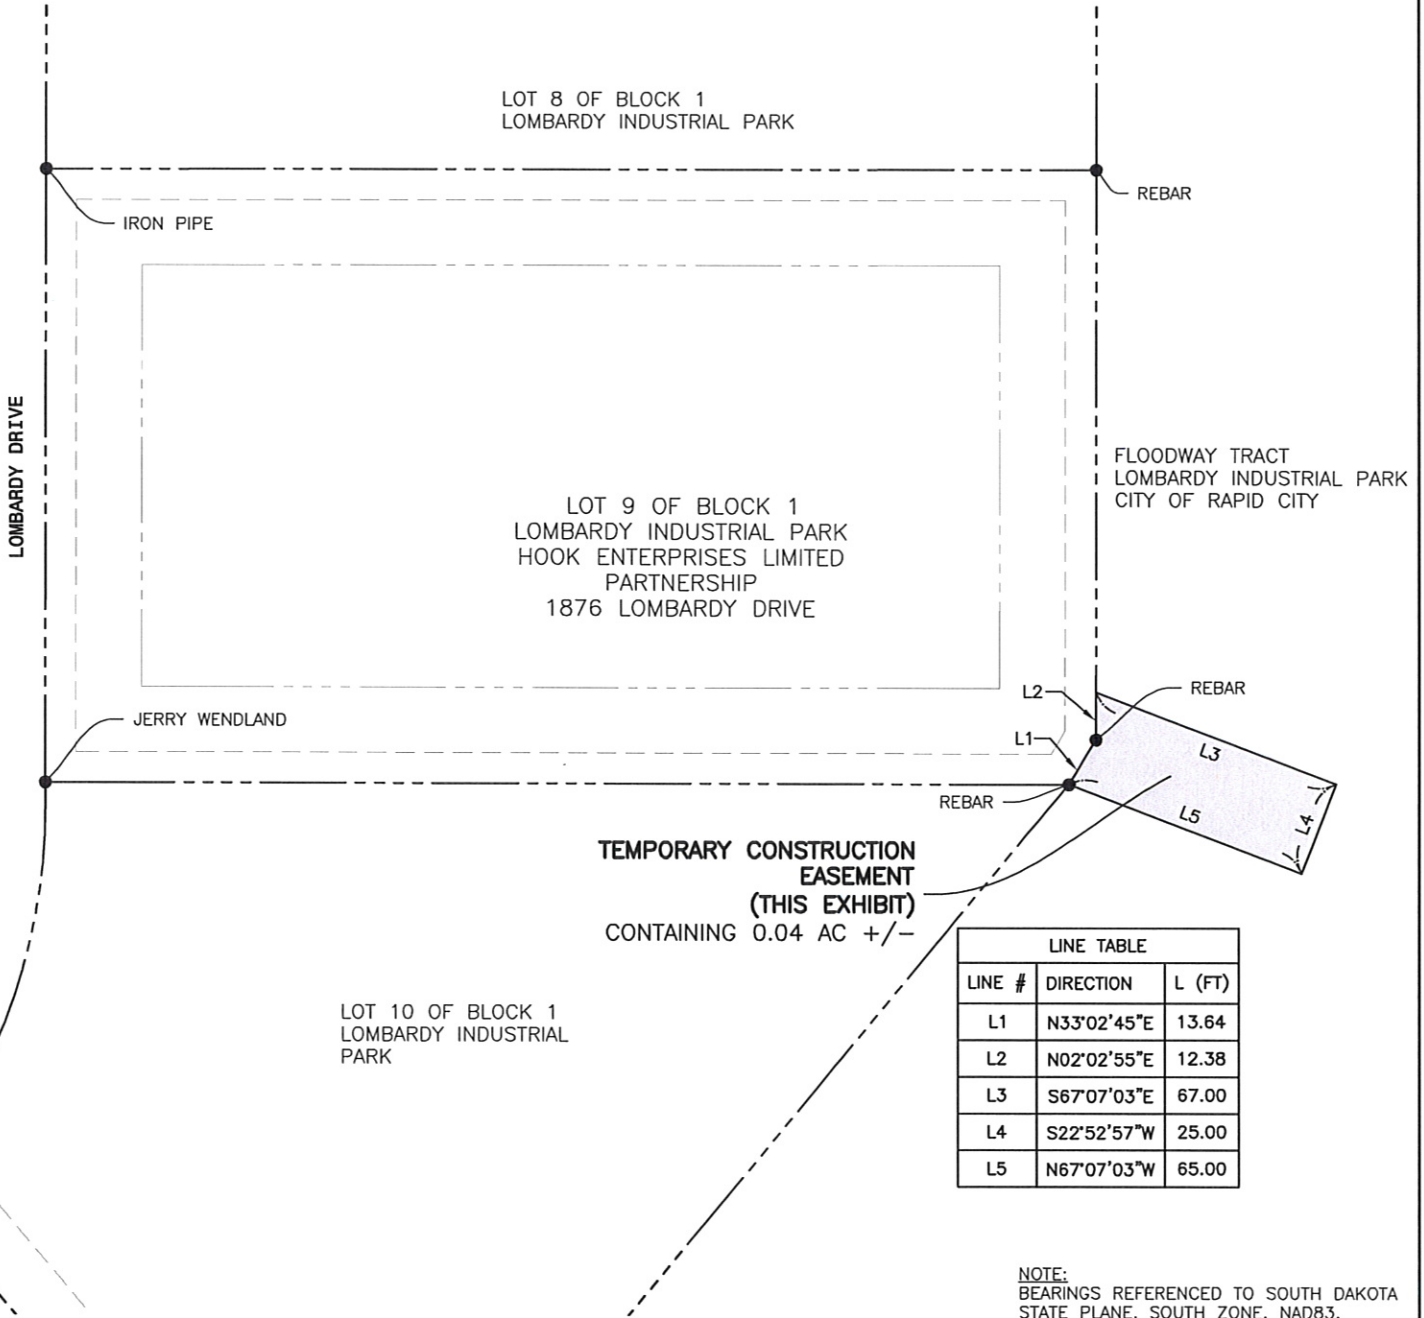 LOT 8 OF BLOCK 1
LOMBARDY INDUSTRIAL PARK
REBAR
IRON PIPE
LOMBARDY DRIVE
FLOODWAY TRACT
LOMBARDY INDUSTRIAL PARK
CITY OF RAPID CITY
LOT 9 OF BLOCK 1
LOMBARDY INDUSTRIAL PARK
HOOK ENTERPRISES LIMITED
PARTNERSHIP
1876 LOMBARDY DRIVE
L2
REBAR
JERRY WENDLAND
L1
L3
REBAR
L5
L4
TEMPORARY CONSTRUCTION
EASEMENT
(THIS EXHIBIT)
CONTAINING 0.04 AC +/-
LINE TABLE
LINE # DIRECTION L (FT)
L1 N33°02'45"E 13.64
L2 N02°02'55"E 12.38
L3 S67°07'03"E 67.00
L4 S22°52'57"W 25.00
L5 N67°07'03"W 65.00
LOT 10 OF BLOCK 1
LOMBARDY INDUSTRIAL
PARK
NOTE:
BEARINGS REFERENCED TO SOUTH DAKOTA
STATE PLANE, SOUTH ZONE, NAD83.